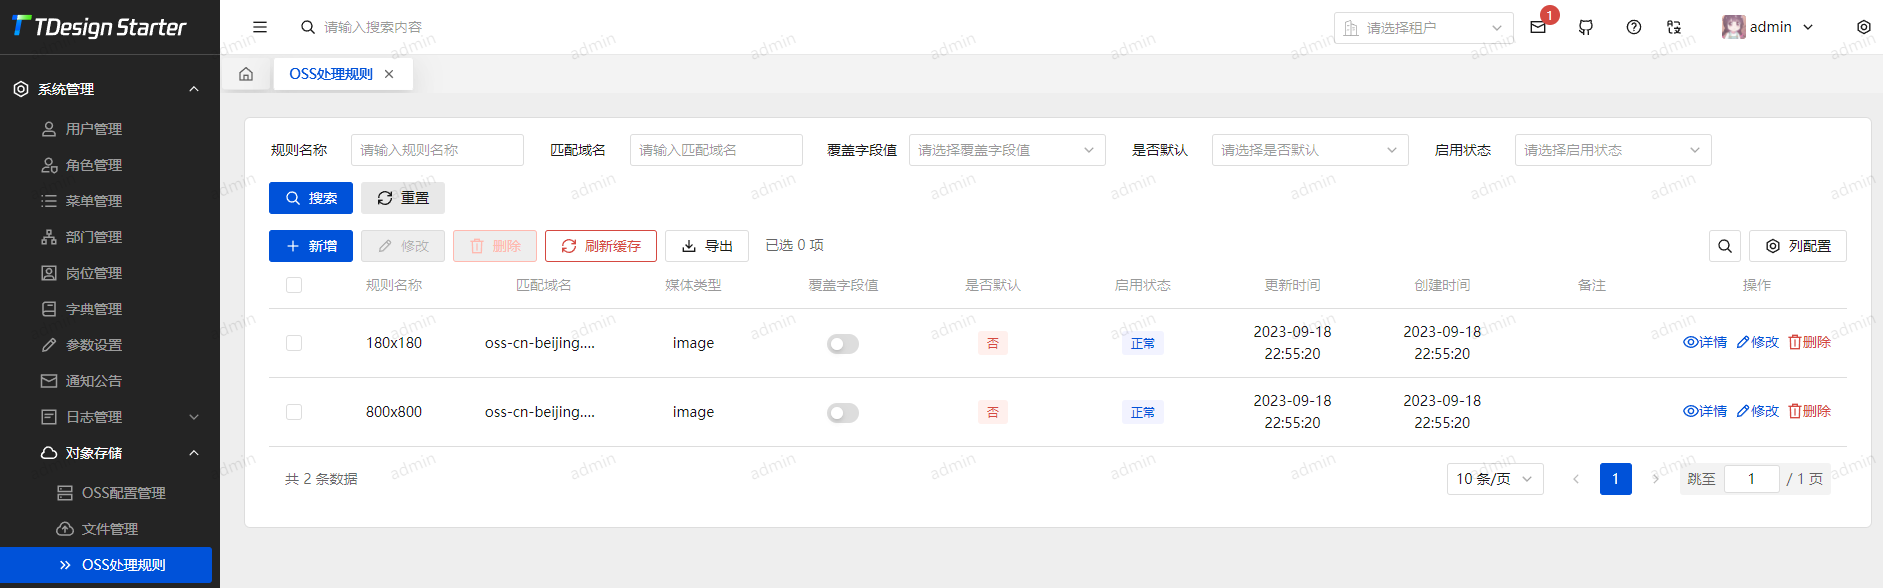 TDesign Starter
请输入搜索内容
请选择租户
1
admin
系统管理
用户管理
角色管理
菜单管理
部门管理
岗位管理
字典管理
参数设置
通知公告
日志管理
对象存储
OSS配置管理
文件管理
OSS处理规则
OSS处理规则
规则名称 请输入规则名称 匹配域名 请输入匹配域名 覆盖字段值 请选择覆盖字段值 是否默认 请选择是否默认 启用状态 请选择启用状态
搜索 重置
新增 修改 删除 刷新缓存 导出 已选 0 项 列配置
规则名称 匹配域名 媒体类型 覆盖字段值 是否默认 启用状态 更新时间 创建时间 备注 操作
180x180 oss-cn-beijing.... image 否 正常 2023-09-18 22:55:20 2023-09-18 22:55:20 详情 修改 删除
800x800 oss-cn-beijing.... image 否 正常 2023-09-18 22:55:20 2023-09-18 22:55:20 详情 修改 删除
共 2 条数据 10 条/页 1 跳至 1 / 1 页